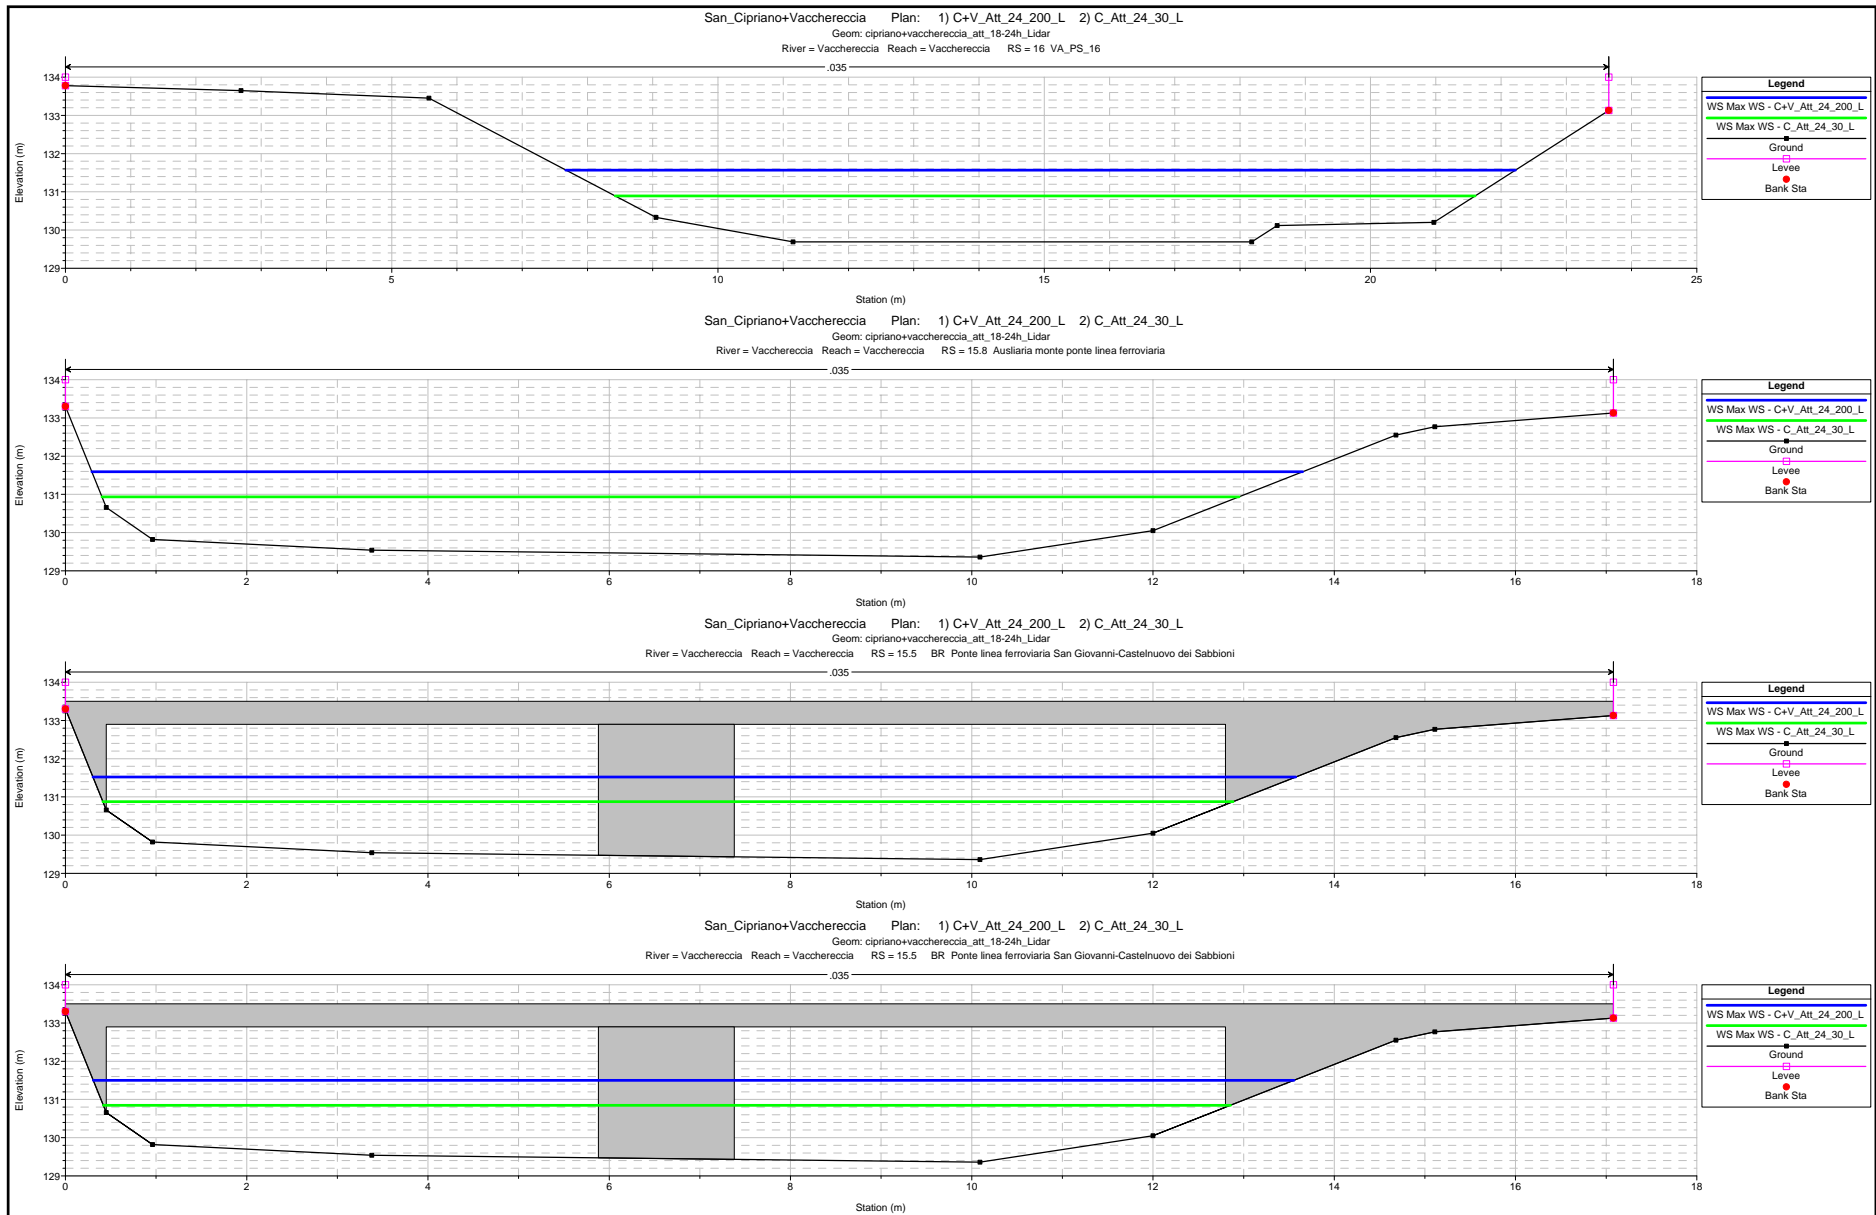 San_Cipriano+Vacchereccia Plan: 1) C+V_Att_24_200_L 2) C_Att_24_30_L
Geom: cipriano+vacchereccia_att_18-24h_Lidar
River = Vacchereccia Reach = Vacchereccia RS = 16 VA_PS_16
.035
134
133
132
131
130
129
Elevation (m)
0
5
10
15
20
25
Station (m)
Legend
WS Max WS - C+V_Att_24_200_L
WS Max WS - C_Att_24_30_L
Ground
Levee
Bank Sta
San_Cipriano+Vacchereccia Plan: 1) C+V_Att_24_200_L 2) C_Att_24_30_L
Geom: cipriano+vacchereccia_att_18-24h_Lidar
River = Vacchereccia Reach = Vacchereccia RS = 15.8 Ausliaria monte ponte linea ferroviaria
.035
134
133
132
131
130
129
Elevation (m)
0
2
4
6
8
10
12
14
16
18
Station (m)
Legend
WS Max WS - C+V_Att_24_200_L
WS Max WS - C_Att_24_30_L
Ground
Levee
Bank Sta
San_Cipriano+Vacchereccia Plan: 1) C+V_Att_24_200_L 2) C_Att_24_30_L
Geom: cipriano+vacchereccia_att_18-24h_Lidar
River = Vacchereccia Reach = Vacchereccia RS = 15.5 BR Ponte linea ferroviaria San Giovanni-Castelnuovo dei Sabbioni
.035
134
133
132
131
130
129
Elevation (m)
0
2
4
6
8
10
12
14
16
18
Station (m)
Legend
WS Max WS - C+V_Att_24_200_L
WS Max WS - C_Att_24_30_L
Ground
Levee
Bank Sta
San_Cipriano+Vacchereccia Plan: 1) C+V_Att_24_200_L 2) C_Att_24_30_L
Geom: cipriano+vacchereccia_att_18-24h_Lidar
River = Vacchereccia Reach = Vacchereccia RS = 15.5 BR Ponte linea ferroviaria San Giovanni-Castelnuovo dei Sabbioni
.035
134
133
132
131
130
129
Elevation (m)
0
2
4
6
8
10
12
14
16
18
Station (m)
Legend
WS Max WS - C+V_Att_24_200_L
WS Max WS - C_Att_24_30_L
Ground
Levee
Bank Sta